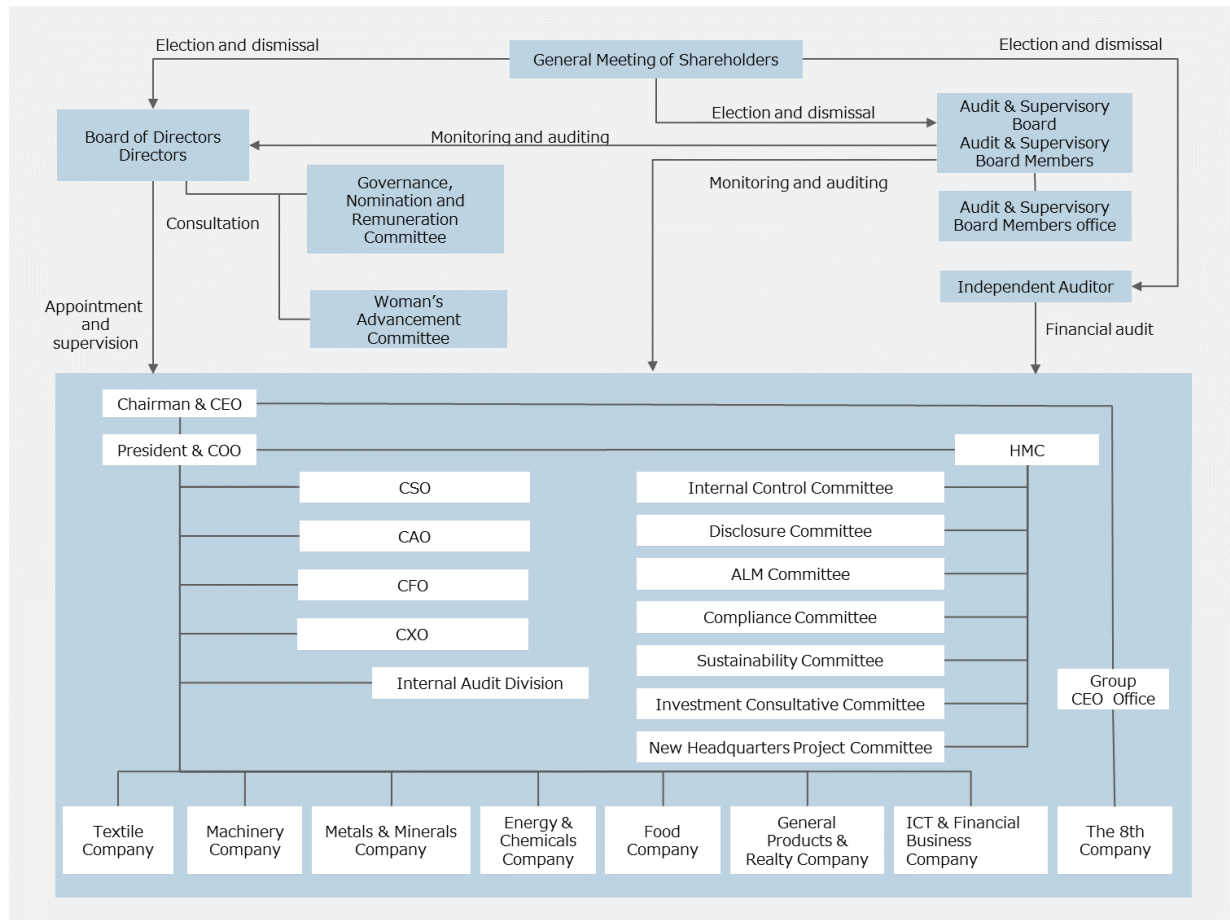 Election and dismissal
General Meeting of Shareholders
Election and dismissal
Board of Directors
Directors
Monitoring and auditing
Election and dismissal
Audit & Supervisory
Board
Audit & Supervisory
Board Members
Monitoring and auditing
Consultation
Governance,
Nomination and
Remuneration
Committee
Audit & Supervisory
Board Members office
Woman's
Advancement
Committee
Independent Auditor
Appointment
and
supervision
Financial audit
Chairman & CEO
President & COO
HMC
CSO
CAO
CFO
CXO
Internal Audit Division
Internal Control Committee
Disclosure Committee
ALM Committee
Compliance Committee
Sustainability Committee
Investment Consultative Committee
New Headquarters Project Committee
Group
CEO Office
Textile
Company
Machinery
Company
Metals & Minerals
Company
Energy &
Chemicals
Company
Food
Company
General
Products &
Realty Company
ICT & Financial
Business
Company
The 8th
Company